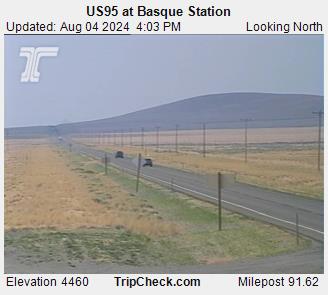 US95 at Basque Station
Updated: Aug 04 2024 4:03 PM Looking North
Elevation 4460 TripCheck.com Milepost 91.62